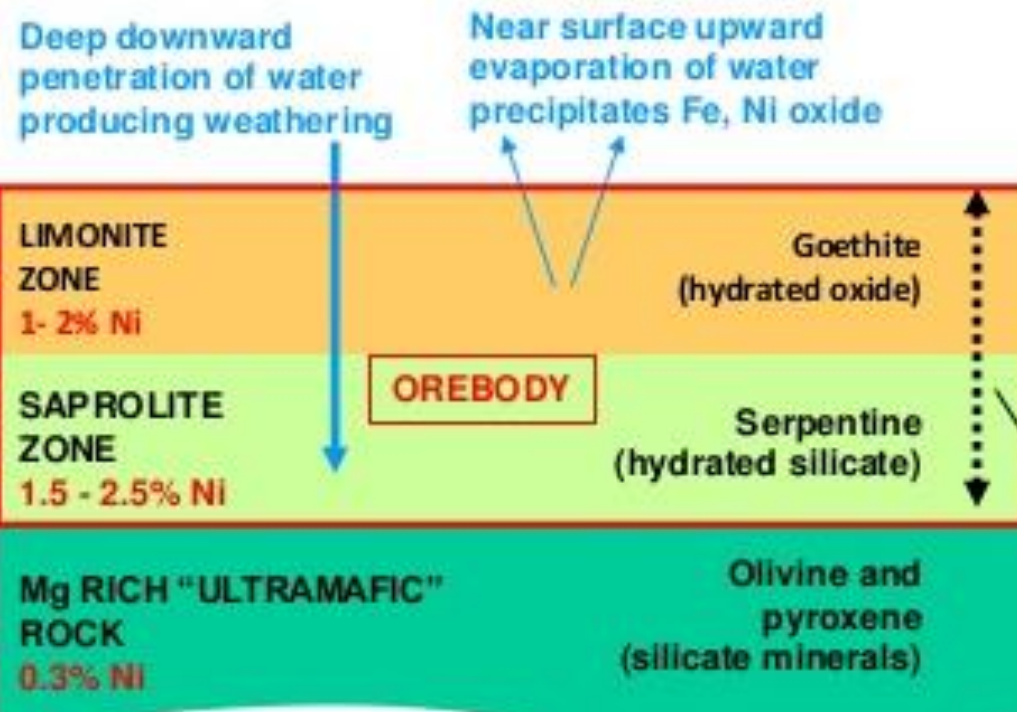 Deep downward
penetration of water
producing weathering
Near surface upward
evaporation of water
precipitates Fe, Ni oxide
LIMONITE
ZONE
1- 2% Ni
Goethite
(hydrated oxide)
OREBODY
SAPROLITE
ZONE
1.5 - 2.5% Ni
Serpentine
(hydrated silicate)
Mg RICH “ULTRAMAFIC”
ROCK
0.3% Ni
Olivine and
pyroxene
(silicate minerals)